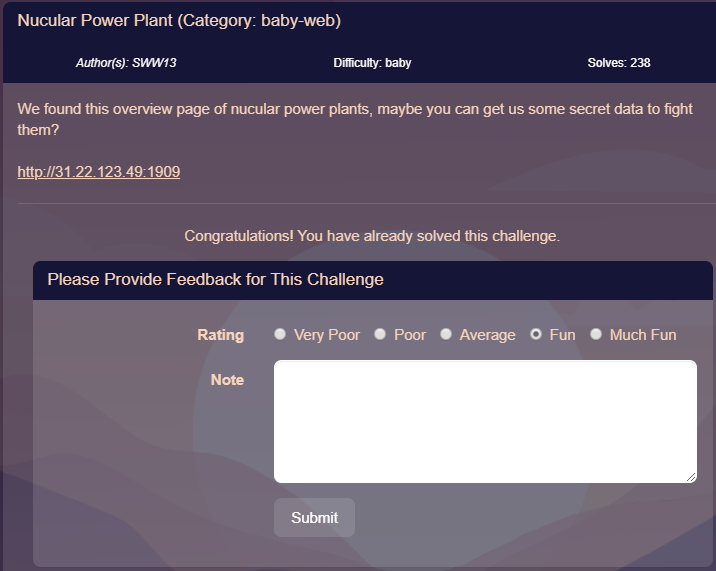 Nucular Power Plant (Category: baby-web)
Author(s): SWW13 Difficulty: baby Solves: 238
We found this overview page of nucular power plants, maybe you can get us some secret data to fight
them?
http://31.22.123.49:1909
Congratulations! You have already solved this challenge.
Please Provide Feedback for This Challenge
Rating Very Poor Poor Average Fun Much Fun
Note
Submit